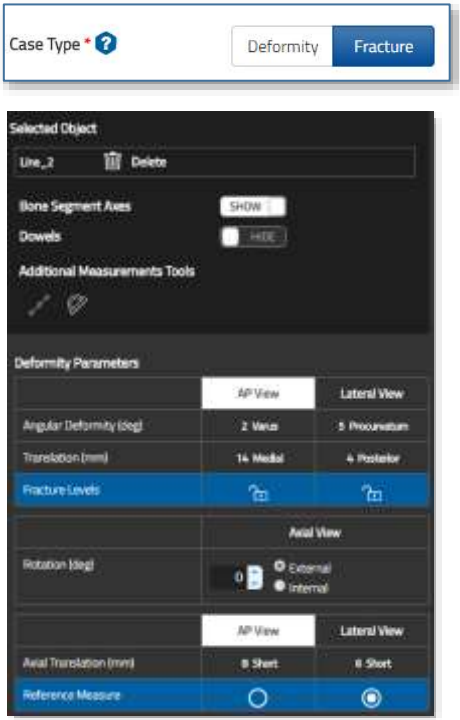 Case Type * ? Deformity Fracture
Selected Object
Line_2 Delete
Bone Segment Axes SHOW
Dowels HIDE
Additional Measurements Tools
Deformity Parameters
AP View Lateral View
Angular Deformity (deg) 2 Varus 5 Procurvatum
Translation (mm) 14 Medial 4 Posterior
Fracture Levels
Axial View
Rotation (deg) 0 External
Internal
AP View Lateral View
Axial Translation (mm) 8 Short Short
Reference Measure